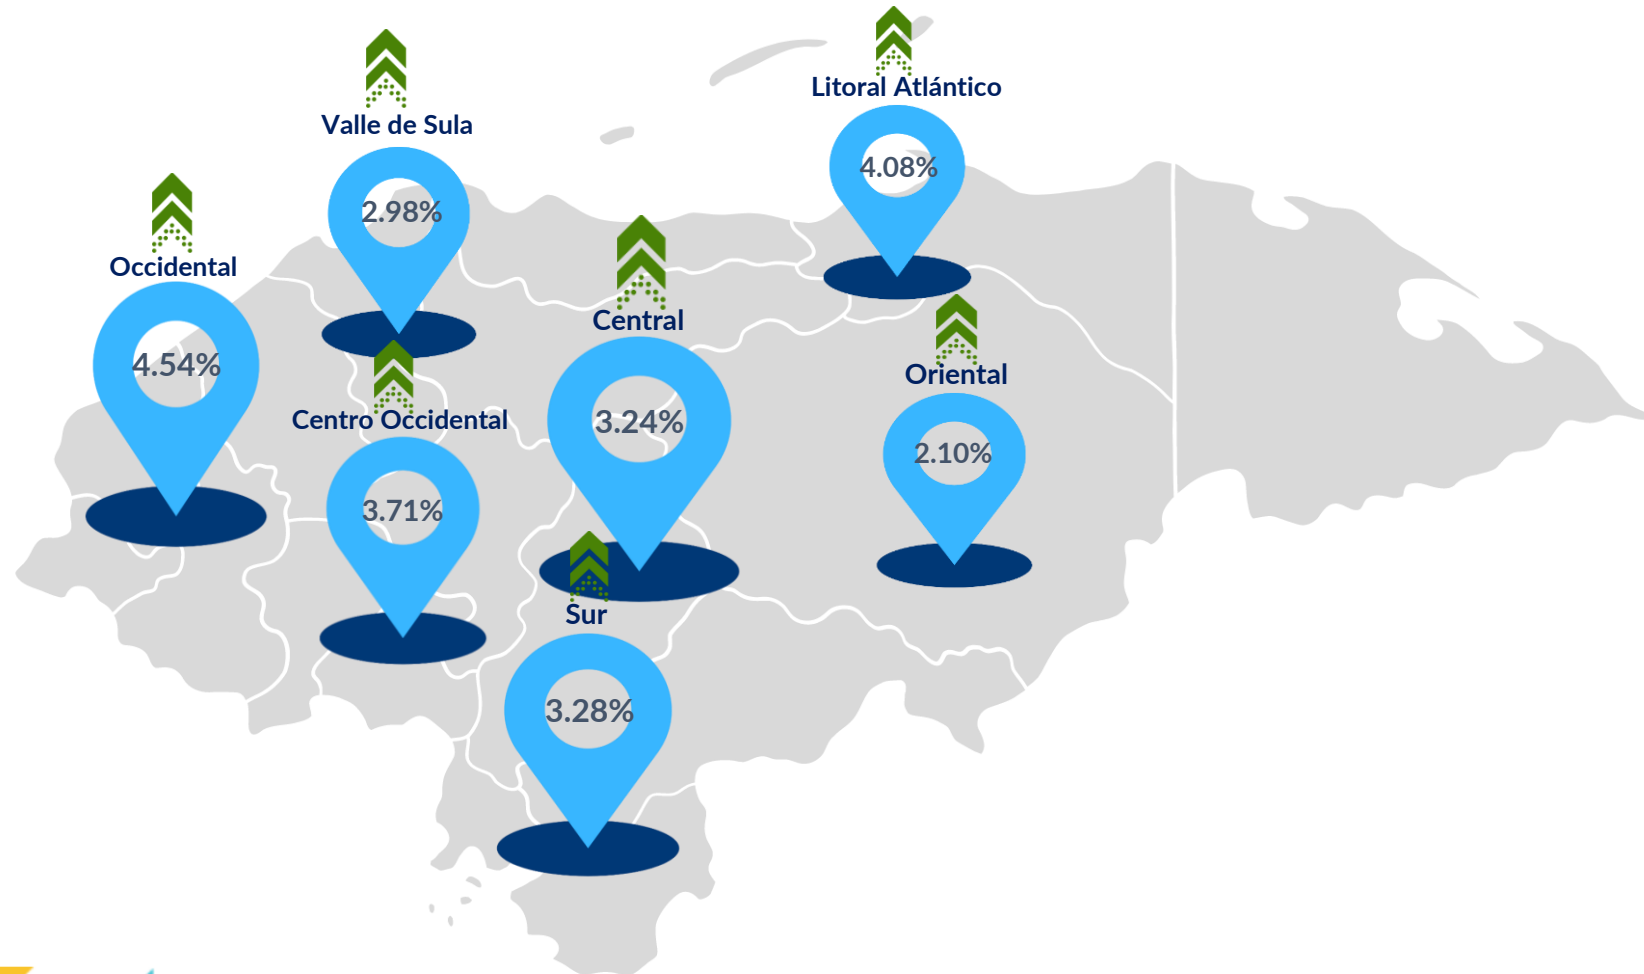 Litoral Atlántico
4.08%
Valle de Sula
2.98%
Occidental
4.54%
Central
3.24%
Oriental
2.10%
Centro Occidental
3.71%
Sur
3.28%